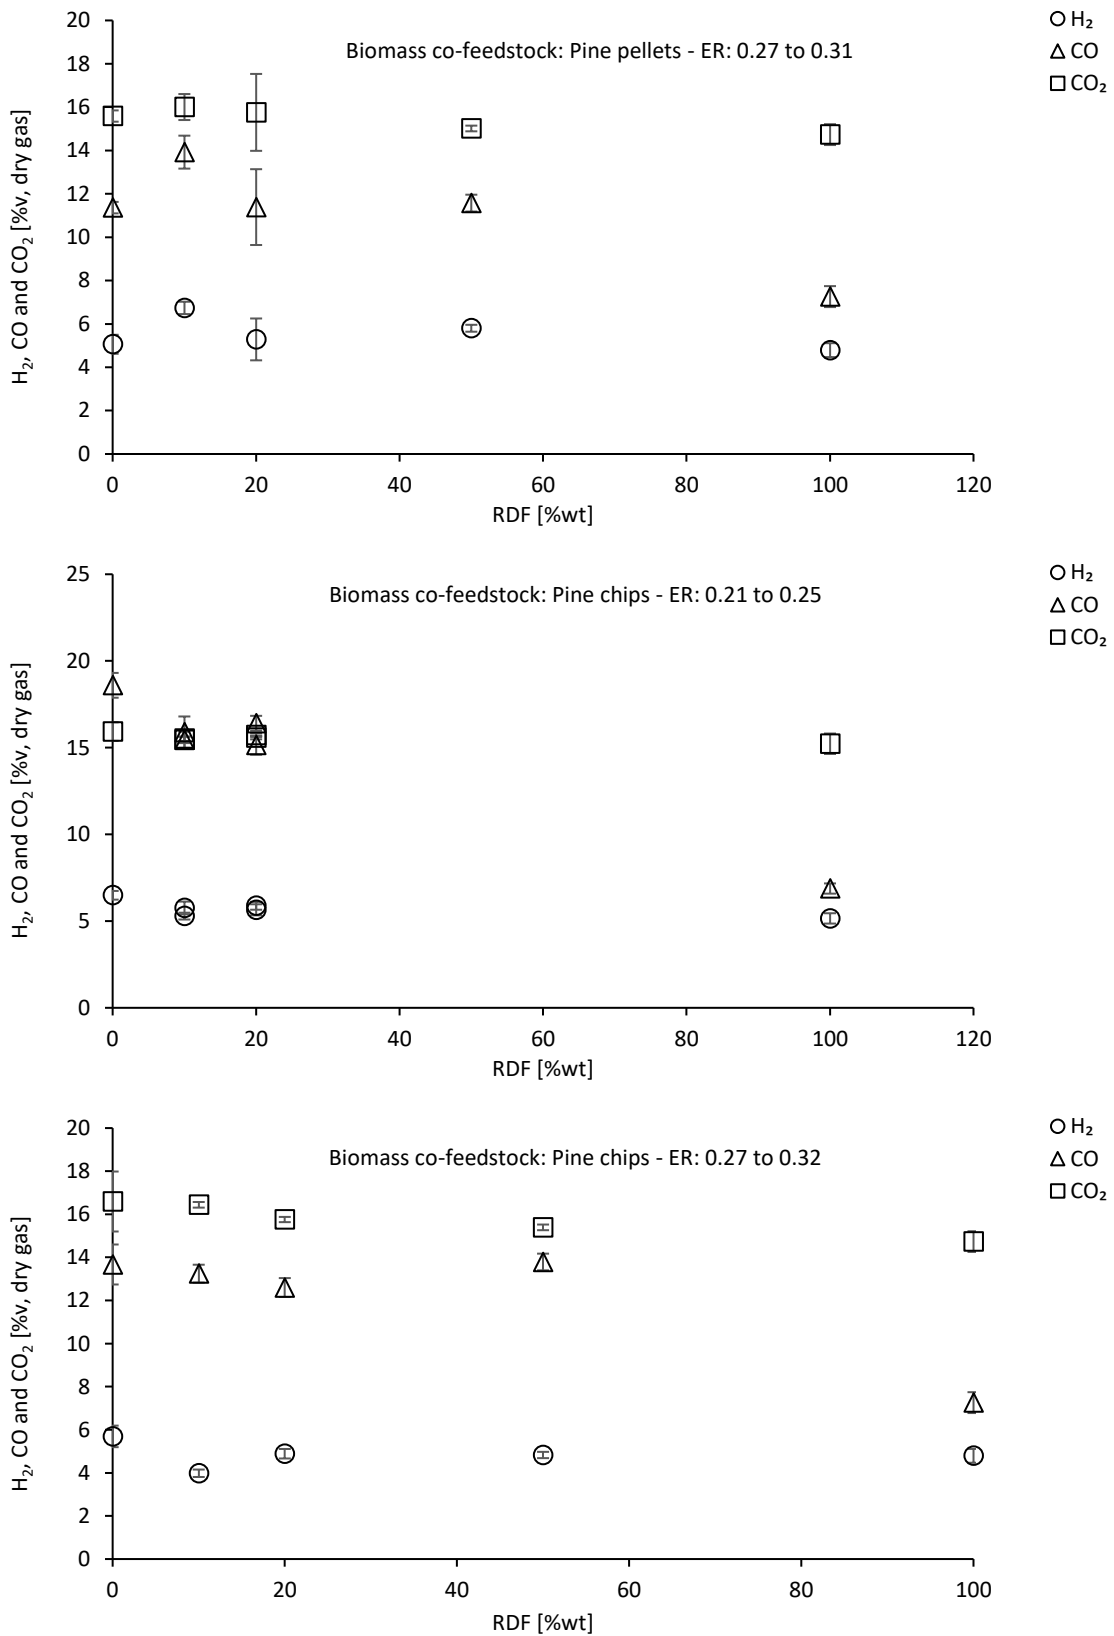 20
Biomass co-feedstock: Pine pellets - ER: 0.27 to 0.31
H₂
CO
CO₂
18
16
14
12
10
8
6
4
2
0
H₂, CO and CO₂ [%v, dry gas]
0 20 40 60 80 100 120
RDF [%wt]
25
Biomass co-feedstock: Pine chips - ER: 0.21 to 0.25
H₂
CO
CO₂
20
15
10
5
0
H₂, CO and CO₂ [%v, dry gas]
0 20 40 60 80 100 120
RDF [%wt]
20
Biomass co-feedstock: Pine chips - ER: 0.27 to 0.32
H₂
CO
CO₂
18
16
14
12
10
8
6
4
2
0
H₂, CO and CO₂ [%v, dry gas]
0 20 40 60 80 100
RDF [%wt]